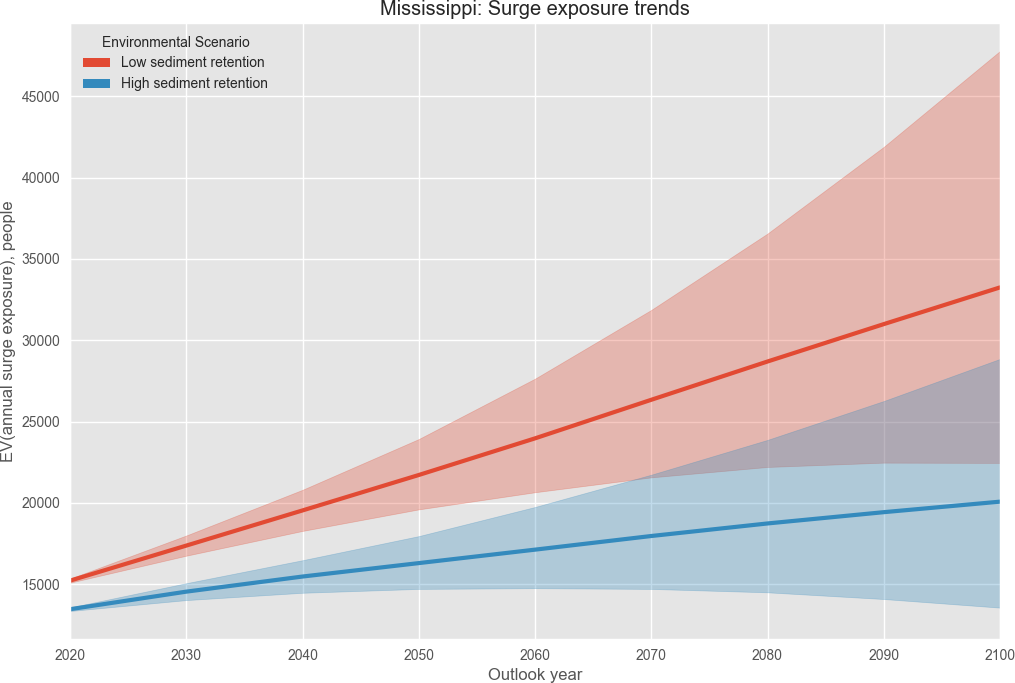 Mississippi: Surge exposure trends
Environmental Scenario
Low sediment retention
High sediment retention
EV(annual surge exposure), people
45000
40000
35000
30000
25000
20000
15000
2020 2030 2040 2050 2060 2070 2080 2090 2100
Outlook year